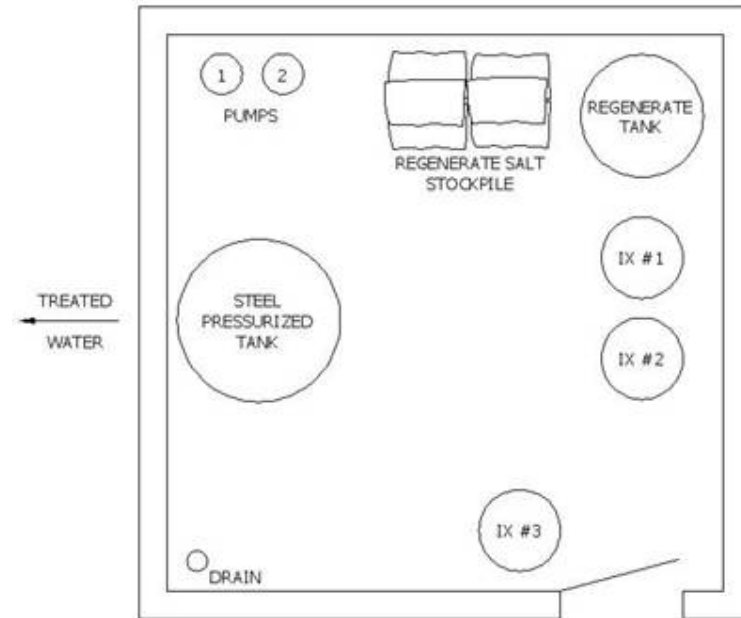 1
2
PUMPS
REGENERATE SALT
STOCKPILE
REGENERATE
TANK
IX #1
IX #2
STEEL
PRESSURIZED
TANK
TREATED
WATER
IX #3
DRAIN